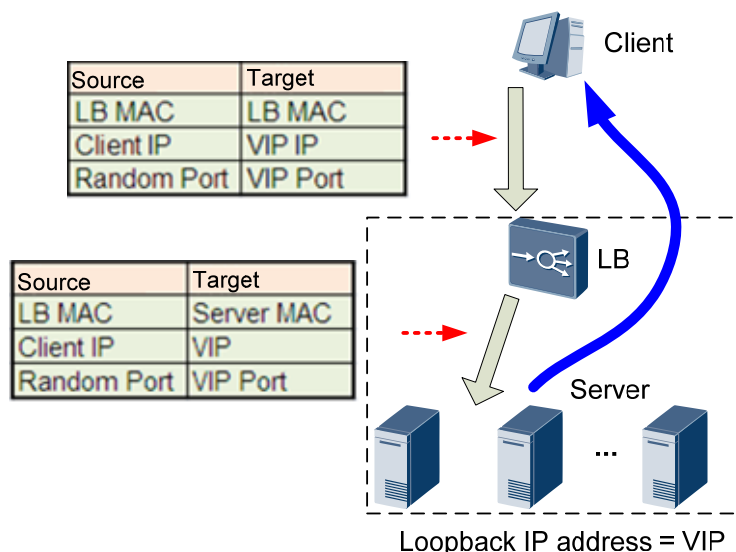 Client
Source Target
LB MAC LB MAC
Client IP VIP IP
Random Port VIP Port
LB
Source Target
LB MAC Server MAC
Client IP VIP
Random Port VIP Port
Server
...
Loopback IP address = VIP